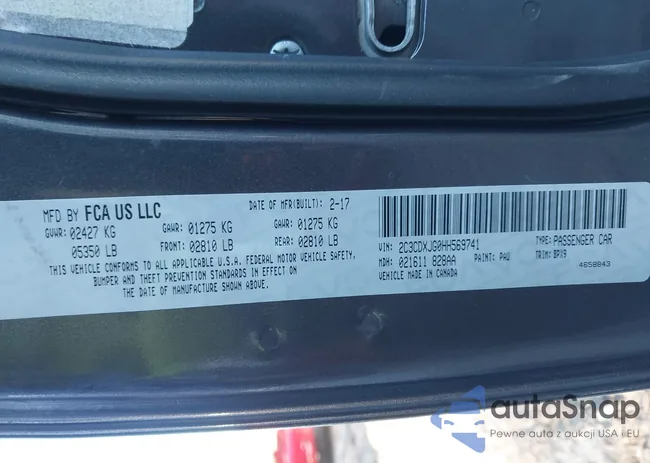 MFD BY FCA US LLC DATE OF MFR(BUILT): 2-17
GVWR: 02427 KG GAWR: 01275 KG GAWR: 01275 KG
05350 LB FRONT: 02810 LB REAR: 02810 LB
THIS VEHICLE CONFORMS TO ALL APPLICABLE U.S.A. FEDERAL MOTOR VEHICLE SAFETY,
BUMPER AND THEFT PREVENTION STANDARDS IN EFFECT ON
THE DATE OF MANUFACTURE SHOWN ABOVE.
VIN: 2C3CDXJG0HH569741 TYPE: PASSENGER CAR
MDH: 021611 828AA PAINT: PAU TRIM: BPX9
VEHICLE MADE IN CANADA 4658843
autoSnap
Pewne auta z aukcji USA i EU